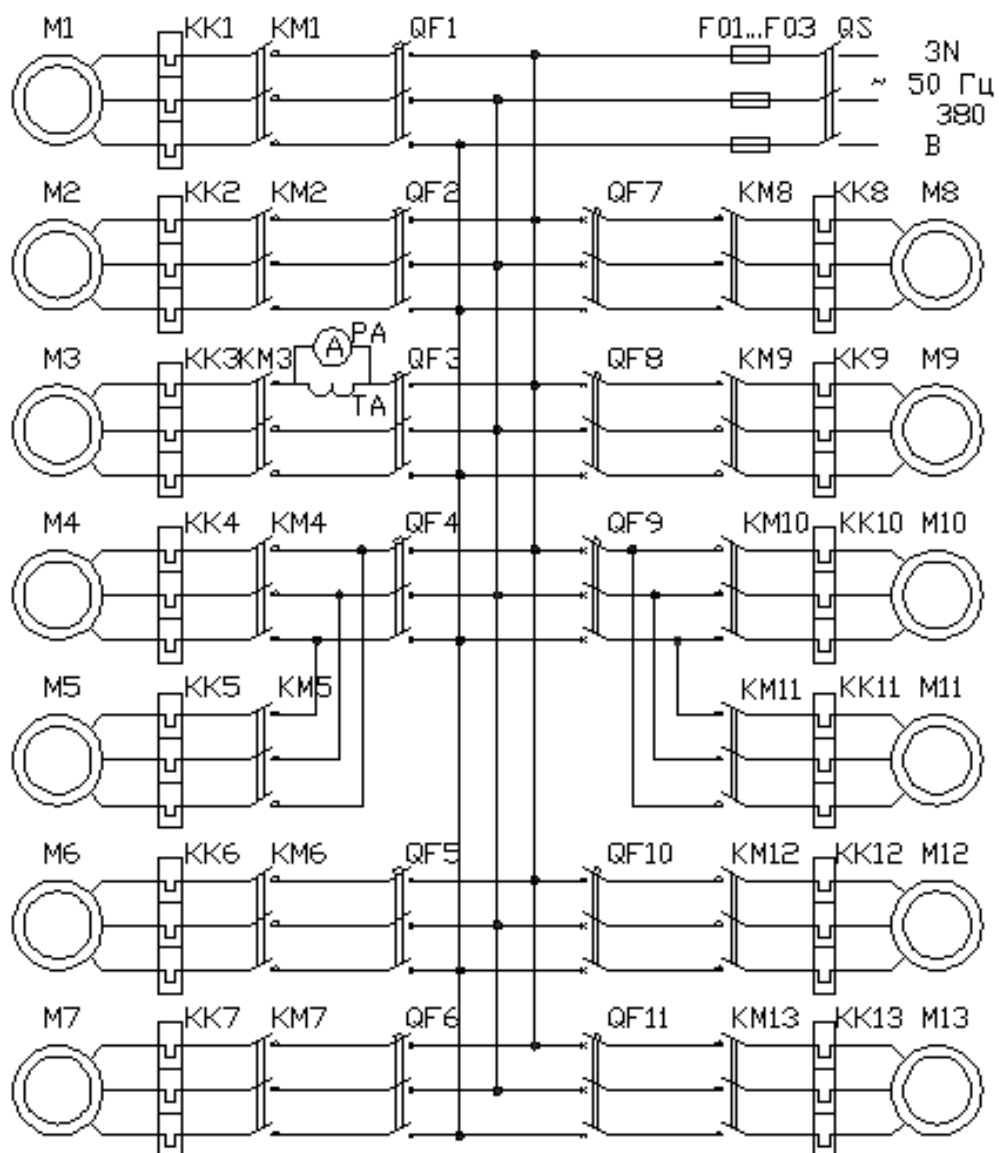 M1 KK1 KM1 QF1 F01...F03 QS
3N
~ 50 Гц
380
В
M2 KK2 KM2 QF2 QF7 KM8 KK8 M8
PA
A
M3 KK3 KM3 QF3 QF8 KM9 KK9 M9
TA
M4 KK4 KM4 QF4 QF9 KM10 KK10 M10
M5 KK5 KM5 KM11 KK11 M11
M6 KK6 KM6 QF5 QF10 KM12 KK12 M12
M7 KK7 KM7 QF6 QF11 KM13 KK13 M13